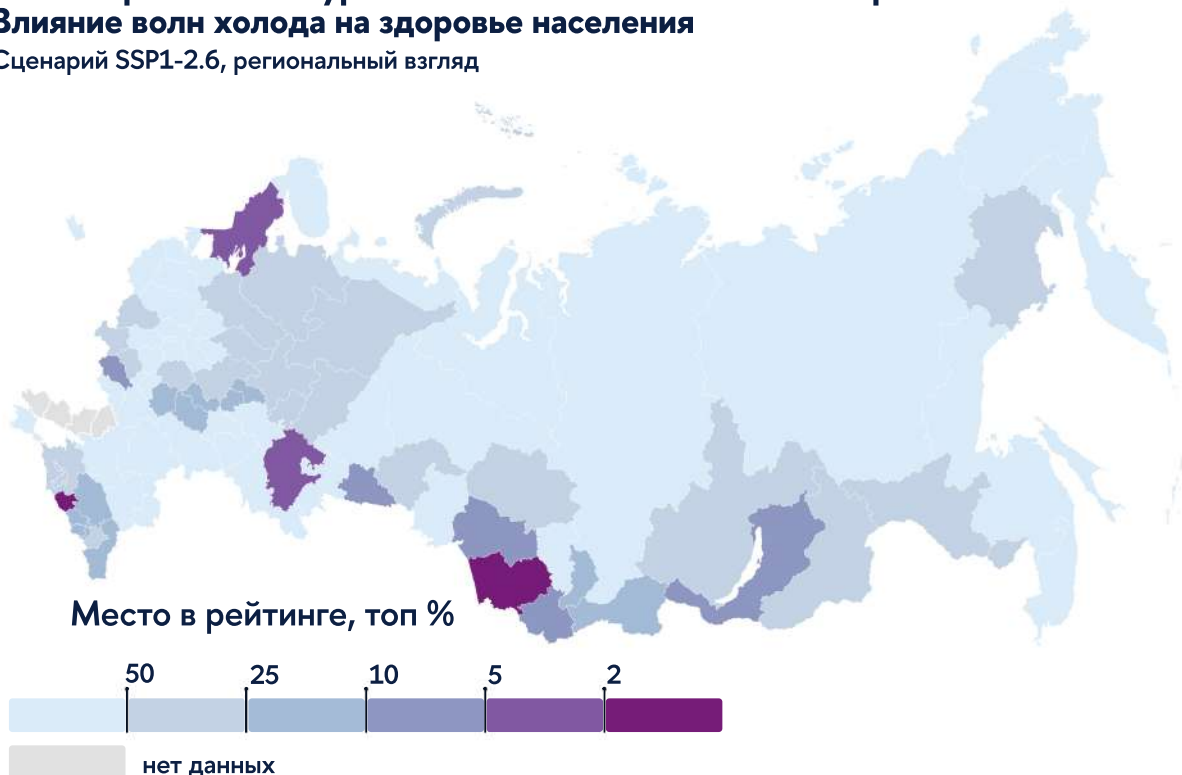 Влияние волн холода на здоровье населения
Сценарий SSP1-2.6, региональный взгляд
Место в рейтинге, топ %
50 25 10 5 2
нет данных